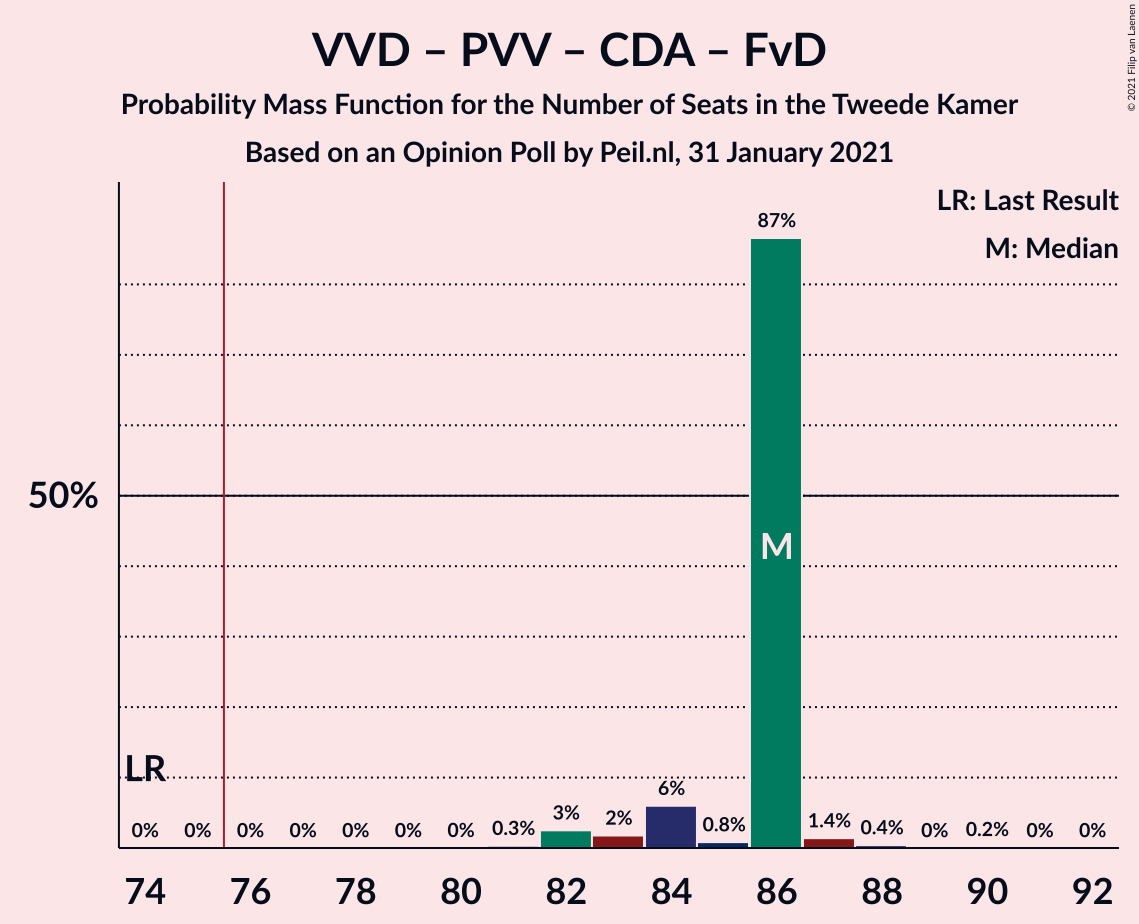 VVD – PVV – CDA – FvD
Probability Mass Function for the Number of Seats in the Tweede Kamer
Based on an Opinion Poll by Peil.nl, 31 January 2021
© 2021 Filip van Laenen
LR: Last Result
M: Median
87%
50%
M
LR
0% 0% 0% 0% 0% 0% 0% 0.3% 3% 2% 6% 0.8% 1.4% 0.4% 0% 0.2% 0% 0%
74 76 78 80 82 84 86 88 90 92